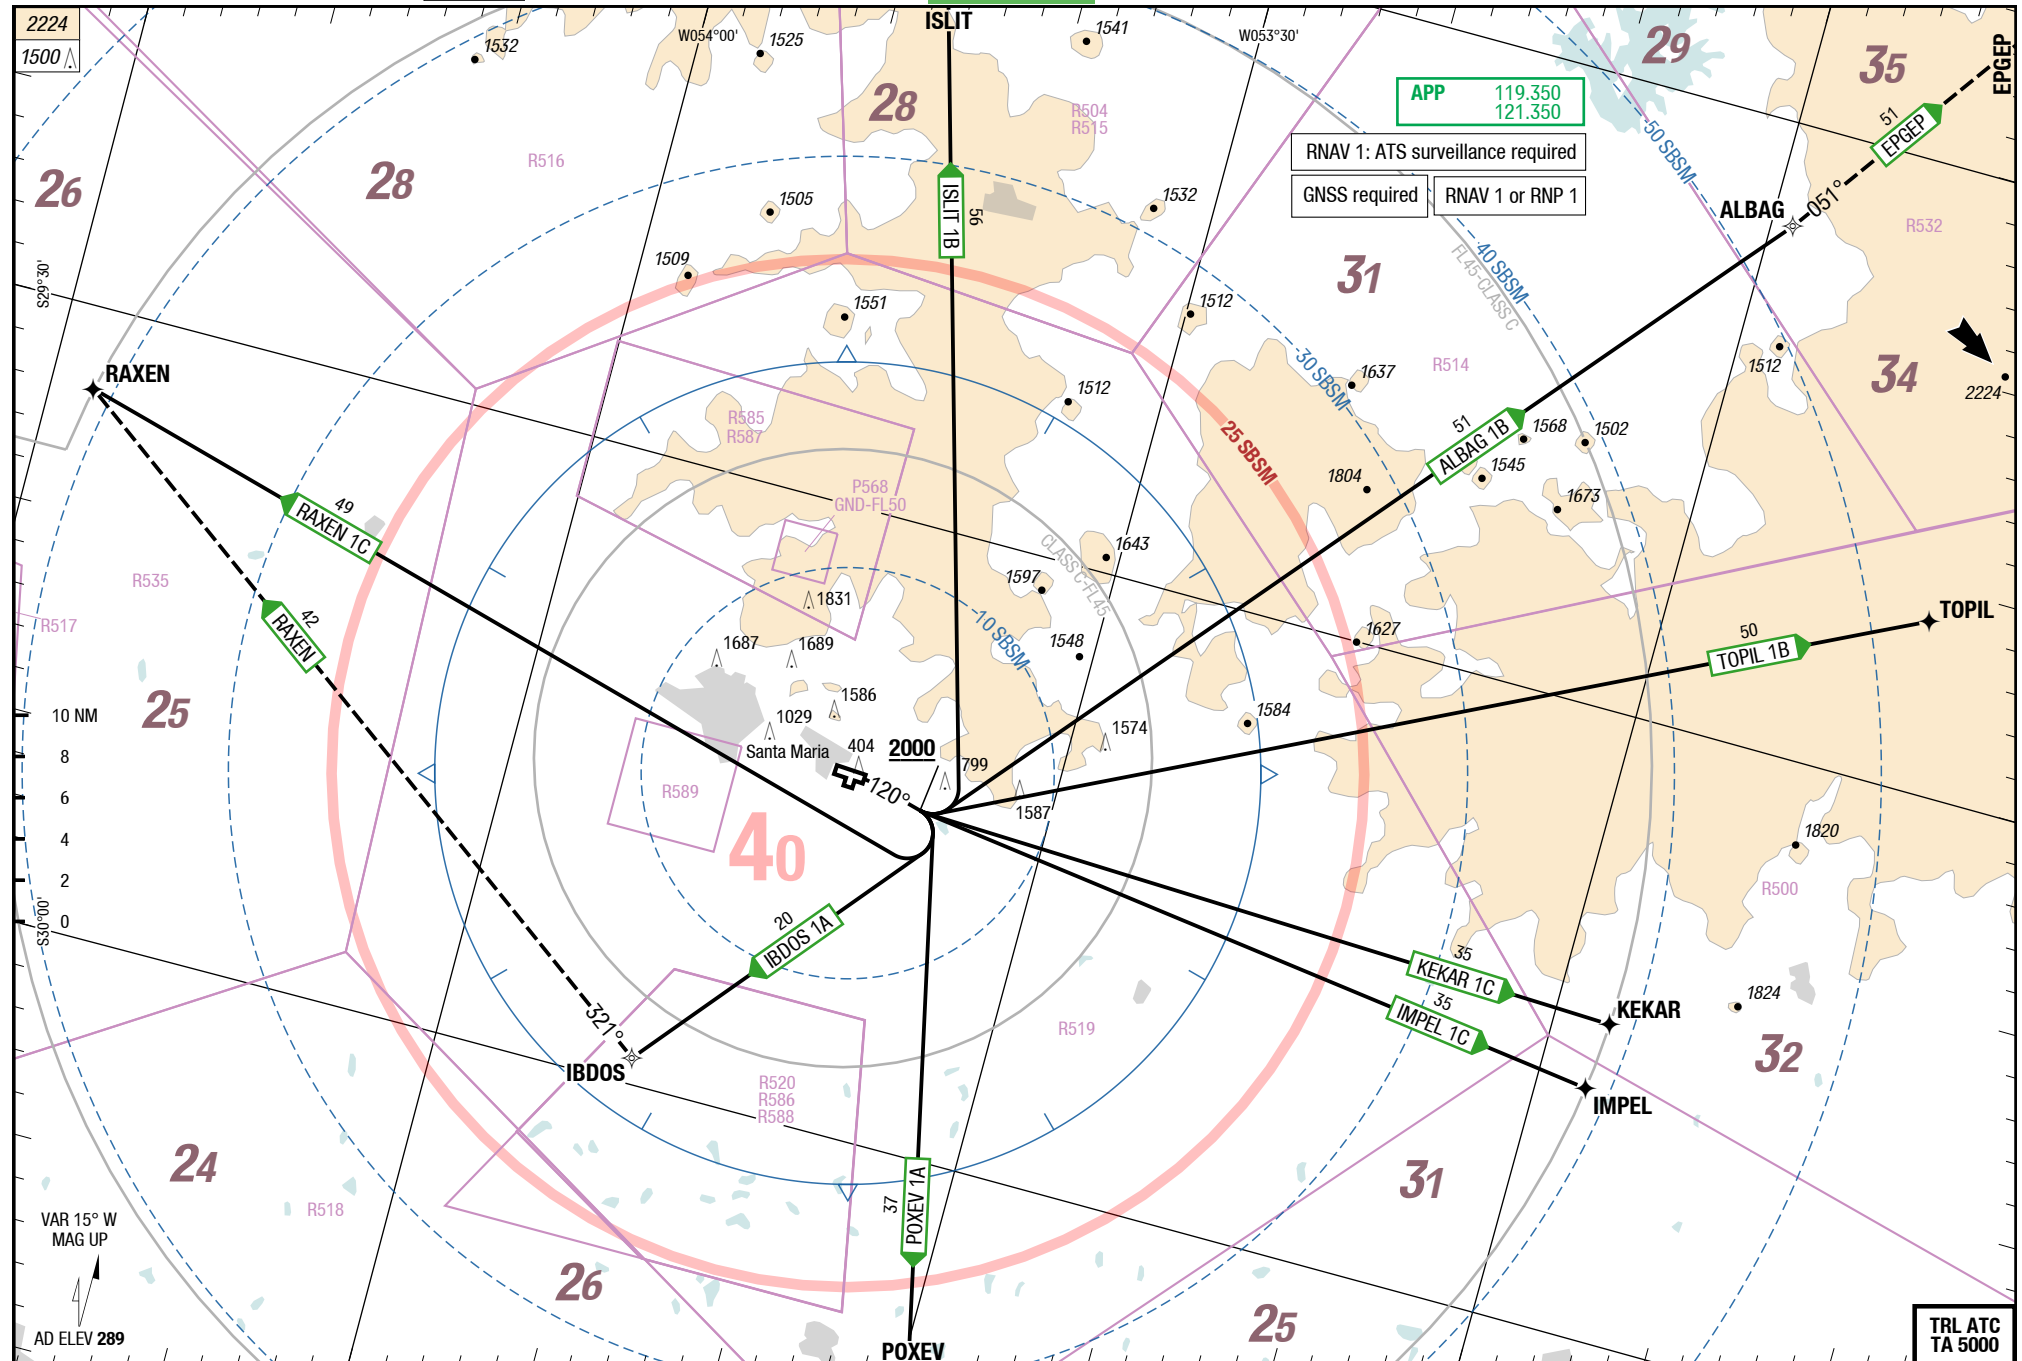 2224
1500
1532
W054°00'
1525
ISLIT
1541
W053°30'
29
35
EPGEP
28
R504
R515
APP 119.350
121.350
51
EPGEP
50 SBSM
RNAV 1: ATS surveillance required
GNSS required
RNAV 1 or RNP 1
26
28
R516
1505
ISLIT 1B
56
1532
ALBAG
051°
R532
40 SBSM
FL45-CLASS C
31
1509
S29°30'
1551
1512
30 SBSM
1637
R514
1512
34
2224
RAXEN
1512
R585
R587
25 SBSM
51
ALBAG 1B
1568
1502
1545
1804
1673
P568
GND-FL50
49
RAXEN 1C
CLASS C-FL45
1643
1597
R535
R517
1831
42
RAXEN
10 SBSM
1548
1627
TOPIL
50
TOPIL 1B
1687
1689
1586
25
1029
1584
1574
10 NM
8
6
4
2
0
Santa Maria
404
2000
799
120°
1587
R589
40
1820
R500
S30°00'
20
IBDOS 1A
35
KEKAR 1C
35
IMPEL 1C
KEKAR
1824
321°
R519
IBDOS
32
IMPEL
R520
R586
R588
24
31
37
POXEV 1A
R518
VAR 15° W
MAG UP
26
25
AD ELEV 289
POXEV
TRL ATC
TA 5000